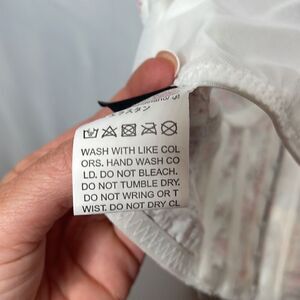 WASH WITH LIKE COL
ORS. HAND WASH CO
LD. DO NOT BLEACH.
DO NOT TUMBLE DRY.
DO NOT WRING OR T
WIST. DO NOT DRY CL